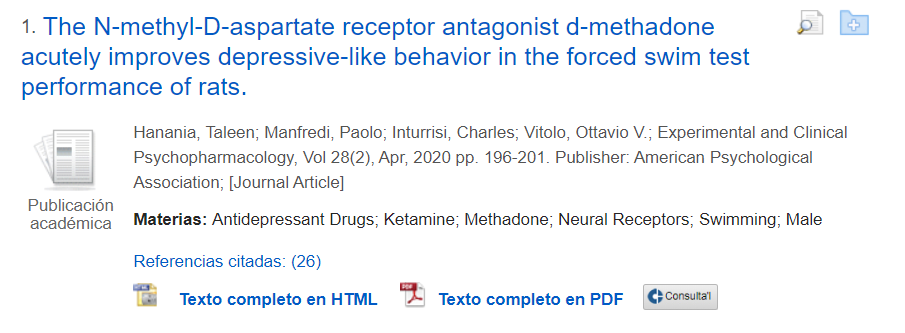 1. The N-methyl-D-aspartate receptor antagonist d-methadone
acutely improves depressive-like behavior in the forced swim test
performance of rats.
Hanania, Taleen; Manfredi, Paolo; Inturrisi, Charles; Vitolo, Ottavio V.; Experimental and Clinical
Psychopharmacology, Vol 28(2), Apr, 2020 pp. 196-201. Publisher: American Psychological
Association; [Journal Article]
Publicación
académica
Materias: Antidepressant Drugs; Ketamine; Methadone; Neural Receptors; Swimming; Male
Referencias citadas: (26)
Texto completo en HTML
PDF
Texto completo en PDF
Consulta'l